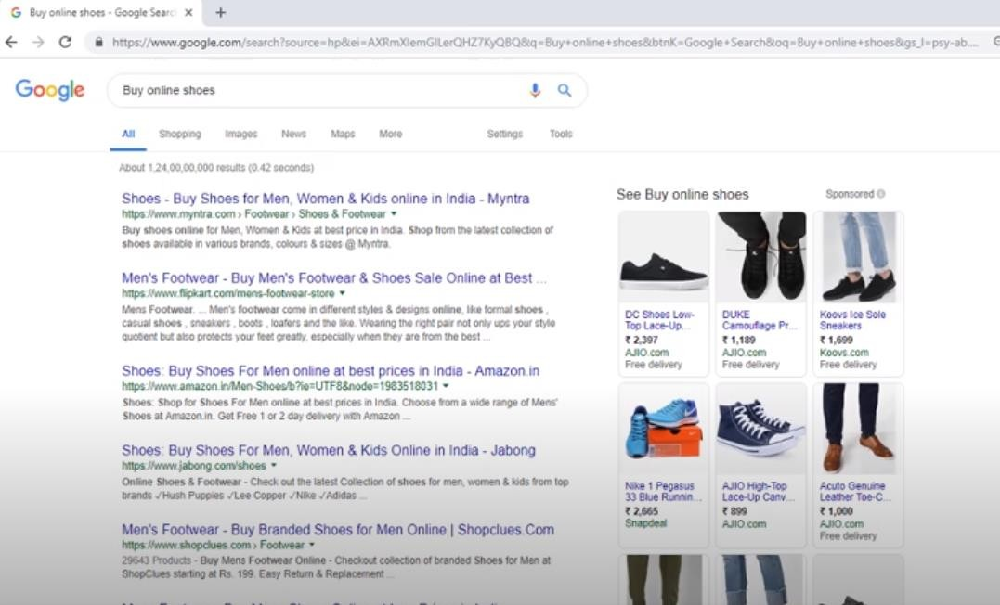 Buy online shoes - Google Searc
https://www.google.com/search?source=hp&ei=AXRmXIemGILerQHZ7KyQBQ&q=Buy+online+shoes&btnK=Google+Search&oq=Buy+online+shoes&gs_l=psy-ab....
Google
Buy online shoes
All Shopping Images News Maps More Settings Tools
About 1,24,00,00,000 results (0.42 seconds)
Shoes - Buy Shoes for Men, Women & Kids online in India - Myntra
https://www.myntra.com › Footwear › Shoes & Footwear
Buy shoes online for Men, Women & Kids at best price in India. Shop from the latest collection of
shoes available in various brands, colours & sizes @ Myntra.
Men's Footwear - Buy Men's Footwear & Shoes Sale Online at Best ...
https://www.flipkart.com/mens-footwear-store
Mens Footwear. ... Men's footwear come in different styles & designs online, like formal shoes ,
casual shoes , sneakers , boots , loafers and the like. Wearing the right pair not only ups your style
quotient but also protects your feet greatly, especially when they are from the best ...
Shoes: Buy Shoes For Men online at best prices in India - Amazon.in
https://www.amazon.in/Men-Shoes/b?ie=UTF8&node=1983518031
Shoes: Shop for Shoes For Men online at best prices in India. Choose from a wide range of Mens'
Shoes at Amazon.in. Get Free 1 or 2 day delivery with Amazon ...
Shoes: Buy Shoes For Men, Women & Kids Online in India - Jabong
https://www.jabong.com/shoes
Online Shoes & Footwear - Check out the latest Collection of shoes for men, women & kids from top
brands ✓Hush Puppies ✓Lee Copper ✓Nike ✓Adidas ...
Men's Footwear - Buy Branded Shoes for Men Online | Shopclues.Com
https://www.shopclues.com › Footwear
29643 Products - Buy Mens Footwear Online - Checkout collection of branded Shoes for Men at
ShopClues starting at Rs. 199. Easy Return & Replacement ...
See Buy online shoes Sponsored
DC Shoes Low-
Top Lace-Up...
₹ 2,397
AJIO.com
Free delivery
DUKE
Camouflage Pr...
₹ 1,189
AJIO.com
Free delivery
Koovs Ice Sole
Sneakers
₹ 1,699
Koovs.com
Free delivery
Nike 1 Pegasus
33 Blue Runnin...
₹ 2,665
Snapdeal
AJIO High-Top
Lace-Up Canv...
₹ 899
AJIO.com
Acuto Genuine
Leather Toe-C...
₹ 1,000
AJIO.com
Free delivery